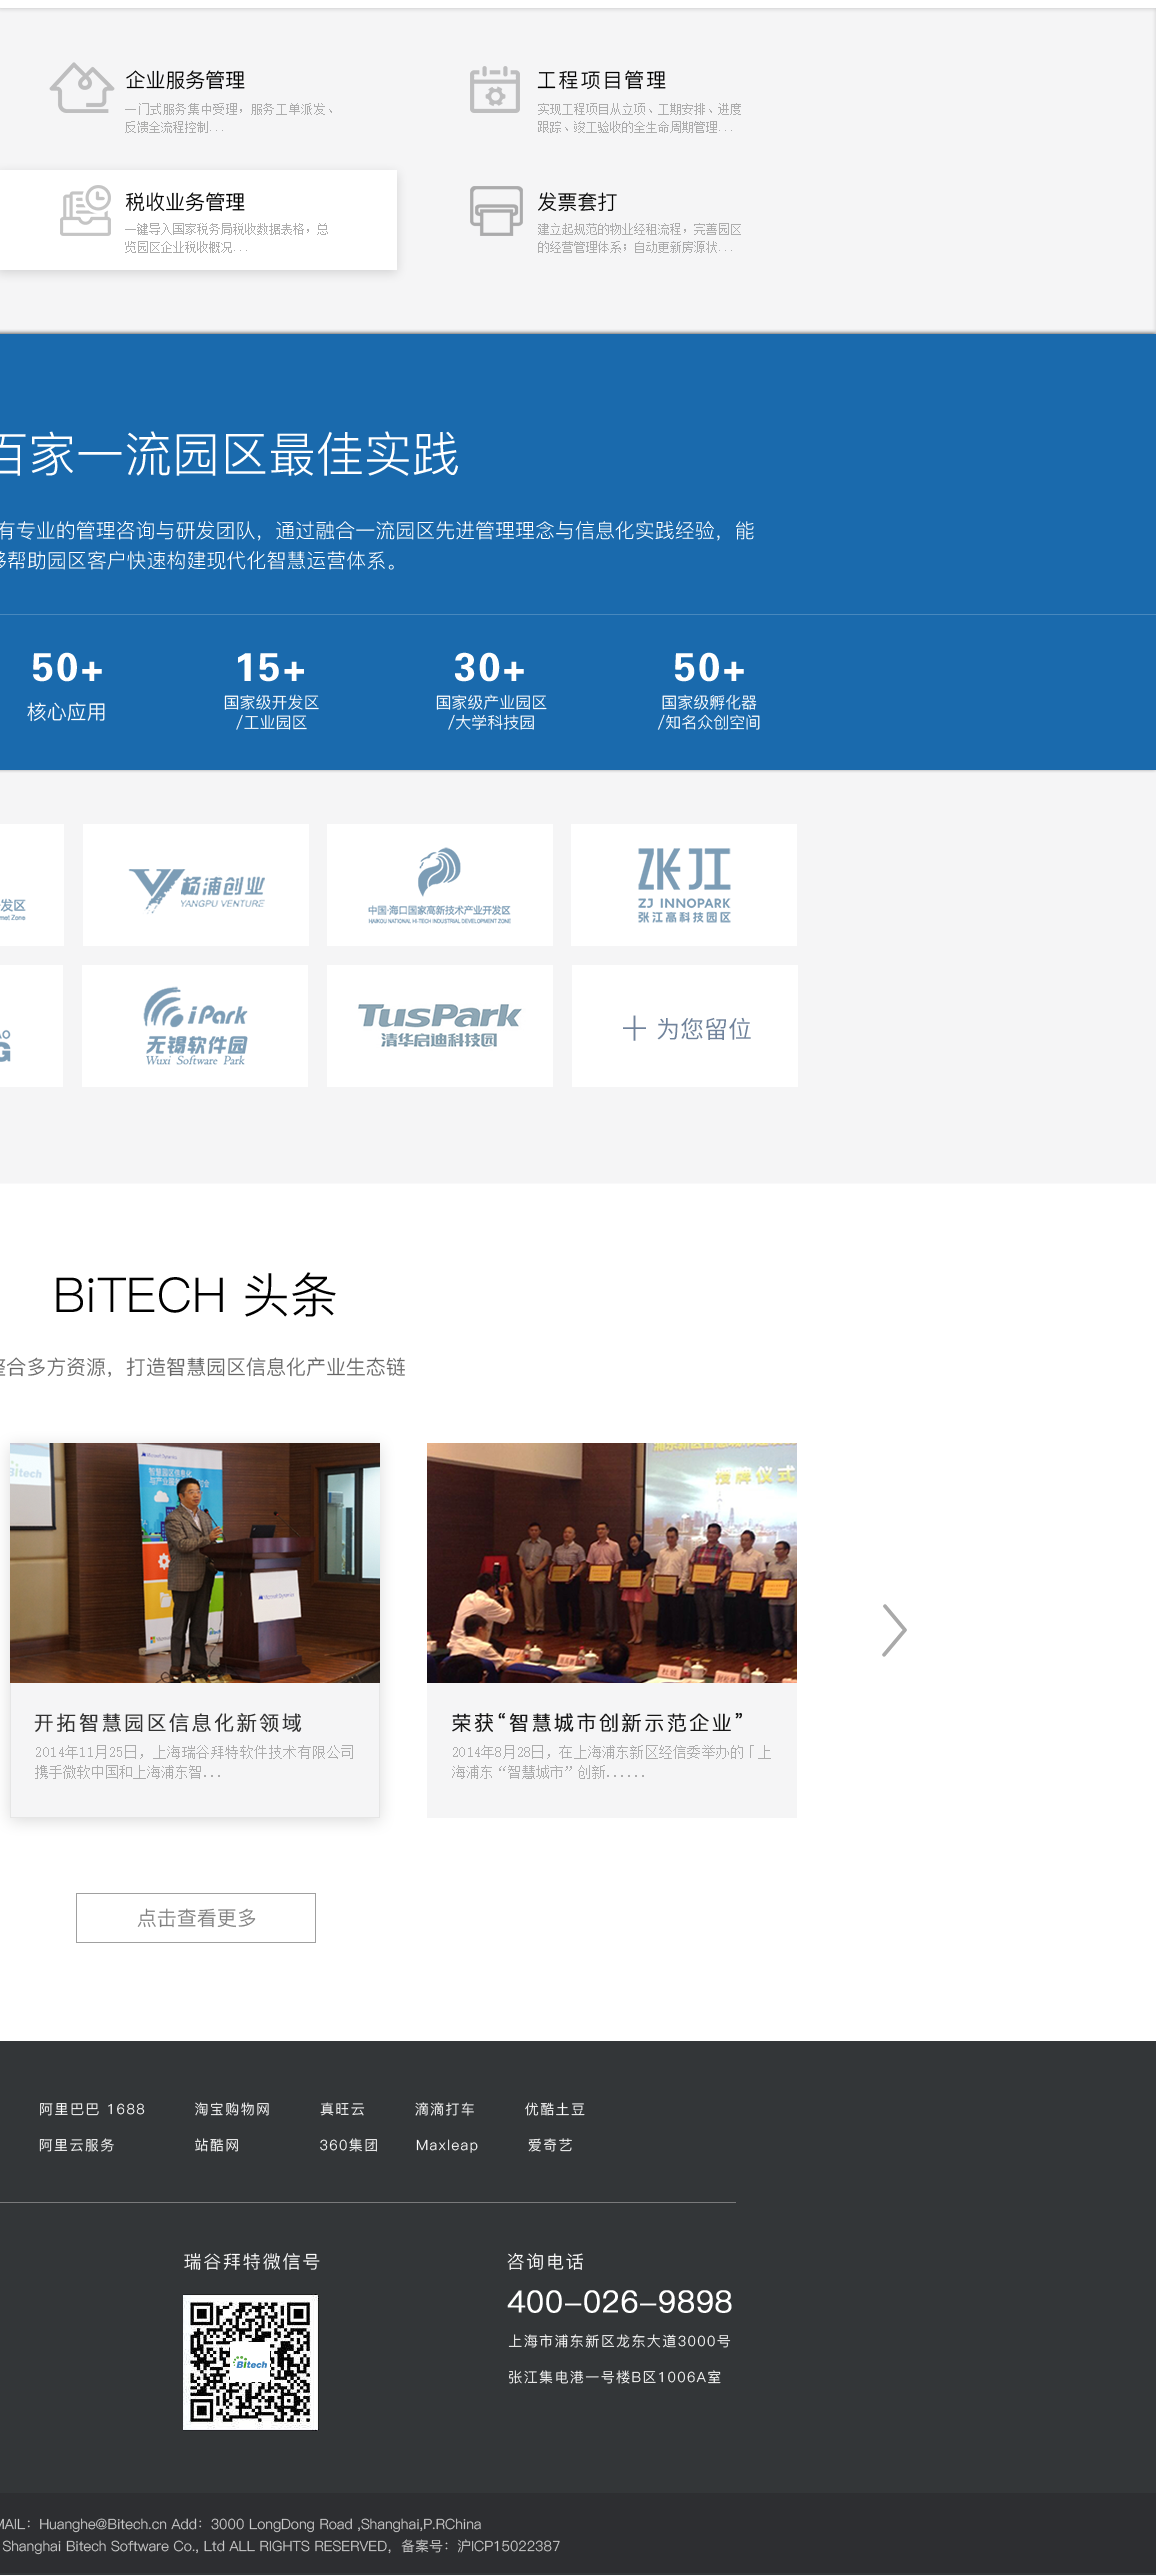 企业服务管理
一门式服务集中受理，服务工单派发、
反馈全流程控制...
工程项目管理
实现工程项目从立项、工期安排、进度
跟踪、竣工验收的全生命周期管理...
税收业务管理
一键导入国家税务局税收数据表格，总
览园区企业税收概况...
发票套打
建立起规范的物业经租流程，完善园区
的经营管理体系；自动更新房源状...
百家一流园区最佳实践
有专业的管理咨询与研发团队，通过融合一流园区先进管理理念与信息化实践经验，能
够帮助园区客户快速构建现代化智慧运营体系。
50+
核心应用
15+
国家级开发区
/工业园区
30+
国家级产业园区
/大学科技园
50+
国家级孵化器
/知名众创空间
发区
杨浦创业
YANGPU VENTURE
中国·海口国家高新技术产业开发区
HAIKOU NATIONAL HI-TECH INDUSTRIAL DEVELOPMENT ZONE
张江
ZJ INNOPARK
张江高科技园区
AO
G
iPark
无锡软件园
Wuxi Software Park
TusPark
清华启迪科技园
+ 为您留位
BiTECH 头条
整合多方资源，打造智慧园区信息化产业生态链
Bitech
Microsoft Dynamics
智慧园区信息化
授牌仪式
开拓智慧园区信息化新领域
2014年11月25日，上海瑞谷拜特软件技术有限公司
携手微软中国和上海浦东智...
荣获“智慧城市创新示范企业”
2014年8月28日，在上海浦东新区经信委举办的「上
海浦东“智慧城市”创新......
点击查看更多
阿里巴巴 1688 淘宝购物网 真旺云 滴滴打车 优酷土豆
阿里云服务 站酷网 360集团 Maxleap 爱奇艺
瑞谷拜特微信号
Bitech
咨询电话
400-026-9898
上海市浦东新区龙东大道3000号
张江集电港一号楼B区1006A室
MAIL：Huanghe@Bitech.cn Add：3000 LongDong Road ,Shanghai,P.RChina
Shanghai Bitech Software Co., Ltd ALL RIGHTS RESERVED，备案号：沪ICP15022387